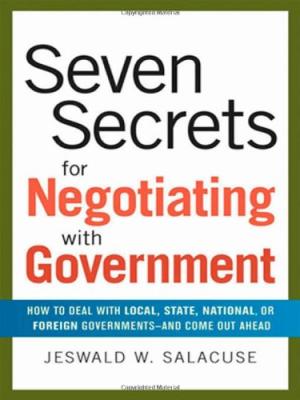 Seven
Secrets
for
Negotiating
with
Government
HOW TO DEAL WITH LOCAL, STATE, NATIONAL, OR
FOREIGN GOVERNMENTS–AND COME OUT AHEAD
JESWALD W. SALACUSE